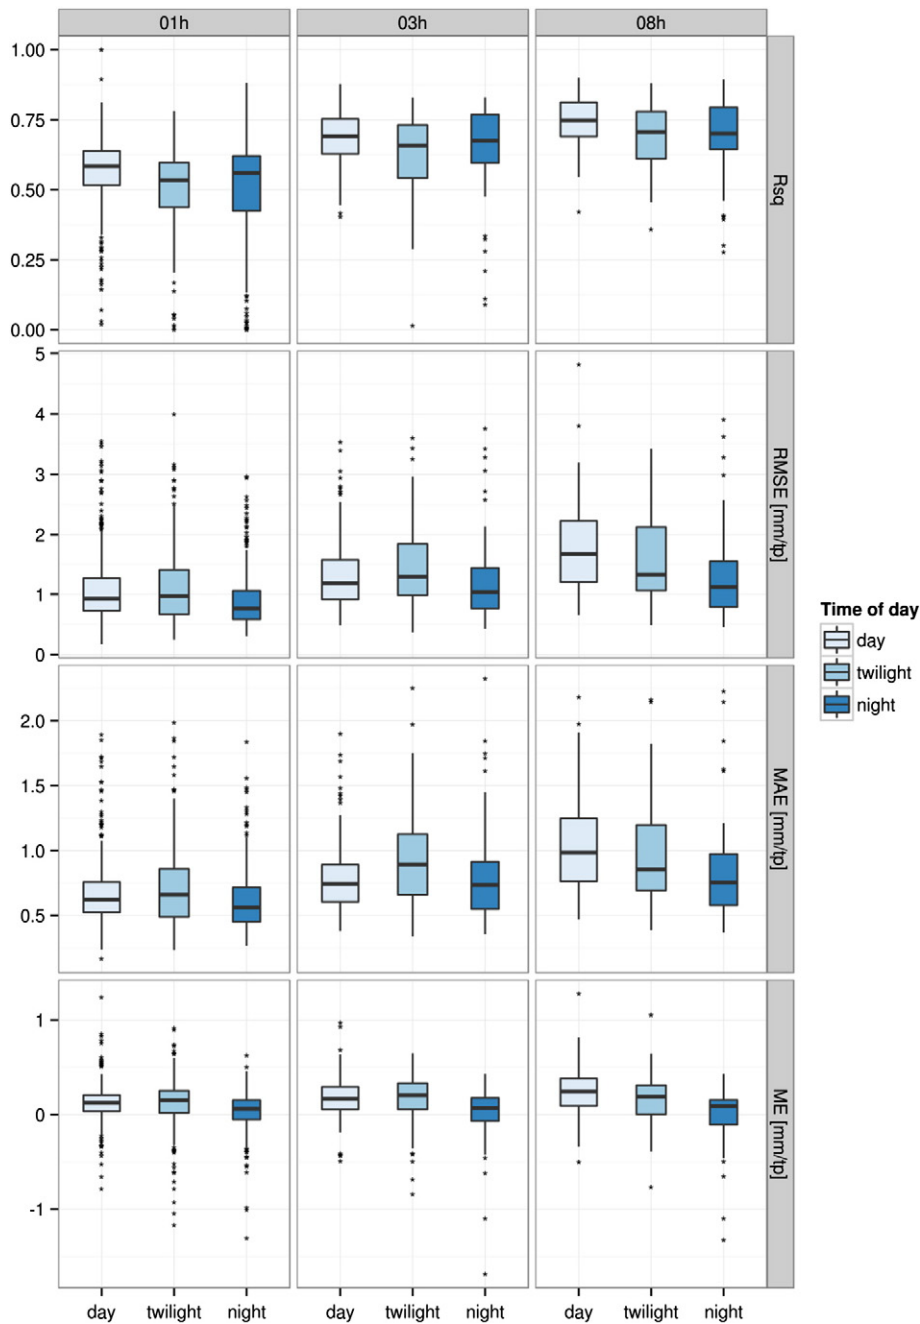 01h 03h 08h
1.00
0.75
0.50
0.25
0.00
Rsq
5
4
3
2
1
0
RMSE [mm/tp]
2.0
1.5
1.0
0.5
MAE [mm/tp]
1
0
-1
ME [mm/tp]
day twilight night day twilight night day twilight night
Time of day
day
twilight
night